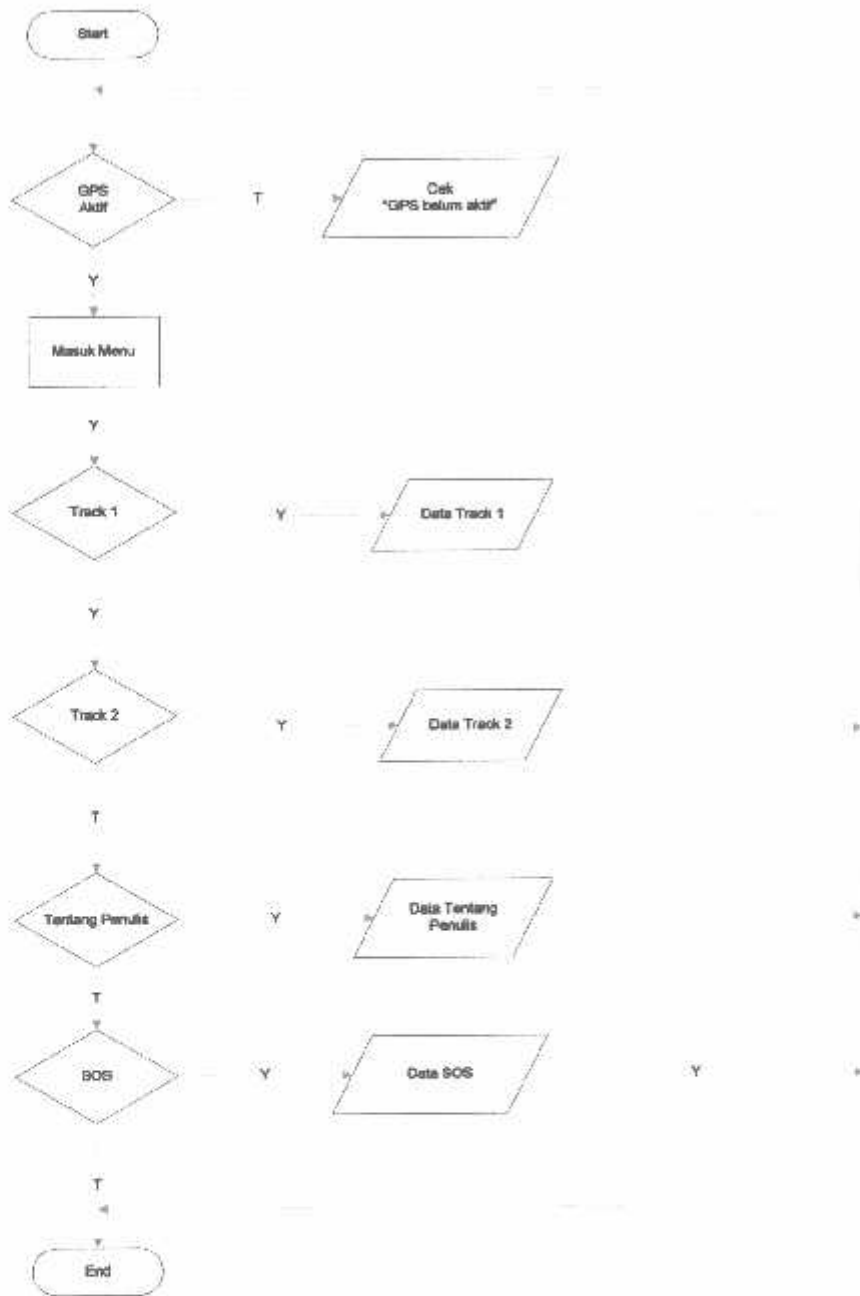 Start
GPS
Aktif
T
Cek
"GPS belum aktif"
Y
Masuk Menu
Y
Track 1
Y
Data Track 1
Y
Track 2
Y
Data Track 2
T
Tentang Penulis
Y
Data Tentang
Penulis
T
SOS
Y
Data SOS
Y
T
End